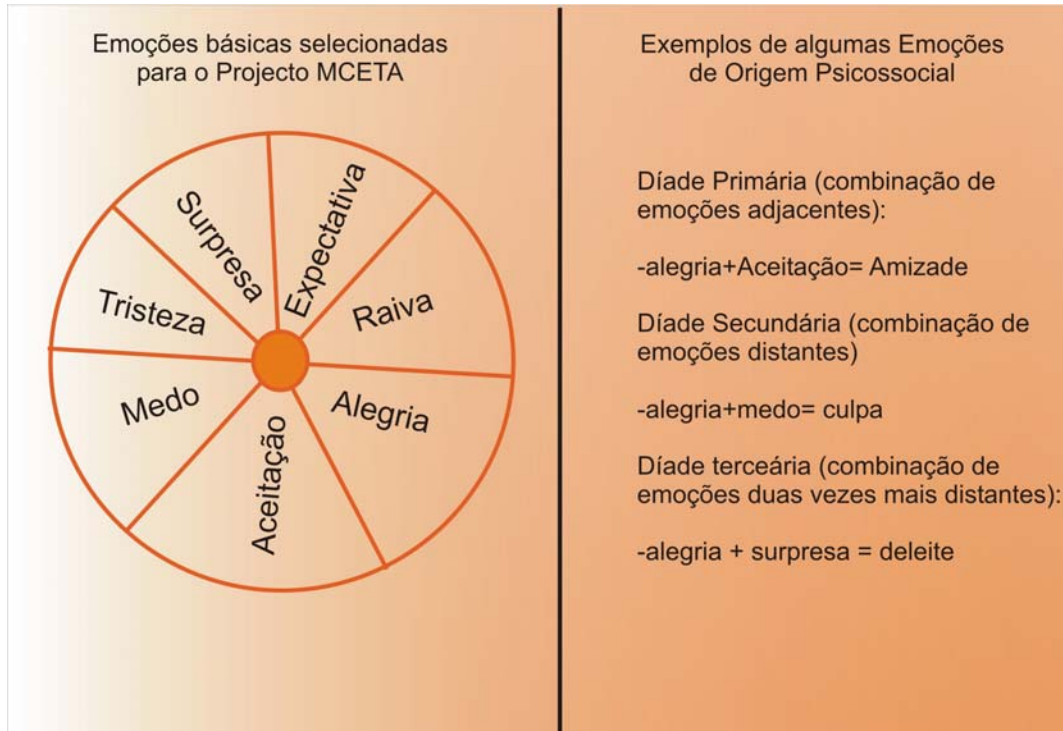 Emoções básicas selecionadas
para o Projecto MCETA
Surpresa
Expectativa
Tristeza
Raiva
Medo
Alegria
Aceitação
Exemplos de algumas Emoções
de Origem Psicossocial
Díade Primária (combinação de
emoções adjacentes):
-alegria+Aceitação= Amizade
Díade Secundária (combinação de
emoções distantes)
-alegria+medo= culpa
Díade terceária (combinação de
emoções duas vezes mais distantes):
-alegria + surpresa = deleite